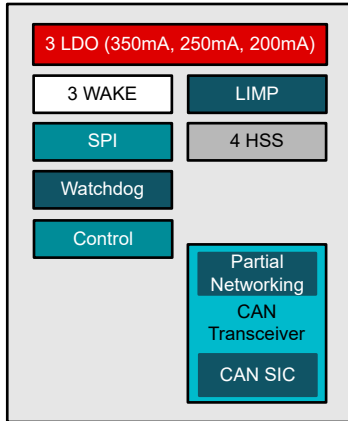 3 LDO (350mA, 250mA, 200mA)
3 WAKE
LIMP
SPI
4 HSS
Watchdog
Control
Partial
Networking
CAN
Transceiver
CAN SIC